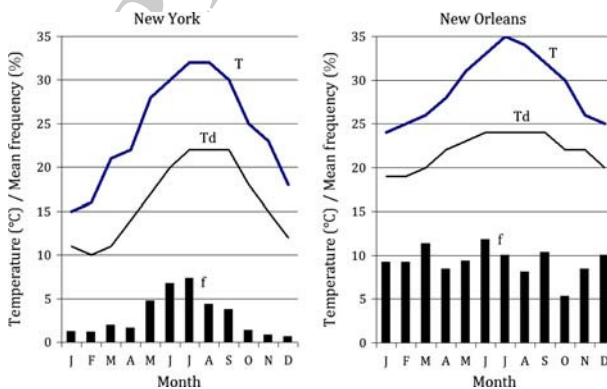 New York
Temperature (°C) / Mean frequency (%)
35
30
25
20
15
10
5
0
T
Td
f
J F M A M J J A S O N D
Month
New Orleans
Temperature (°C) / Mean frequency (%)
35
30
25
20
15
10
5
0
T
Td
f
J F M A M J J A S O N D
Month